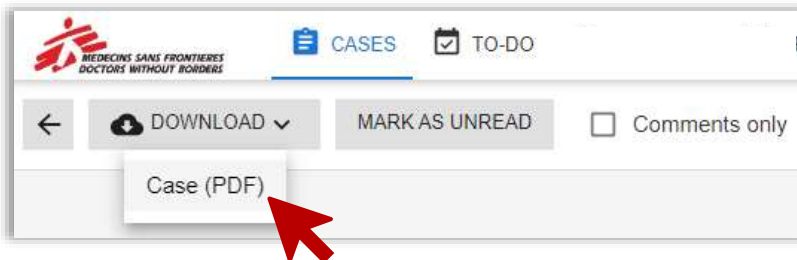 MEDECINS SANS FRONTIERES
DOCTORS WITHOUT BORDERS
CASES
TO-DO
DOWNLOAD
MARK AS UNREAD
Comments only
Case (PDF)